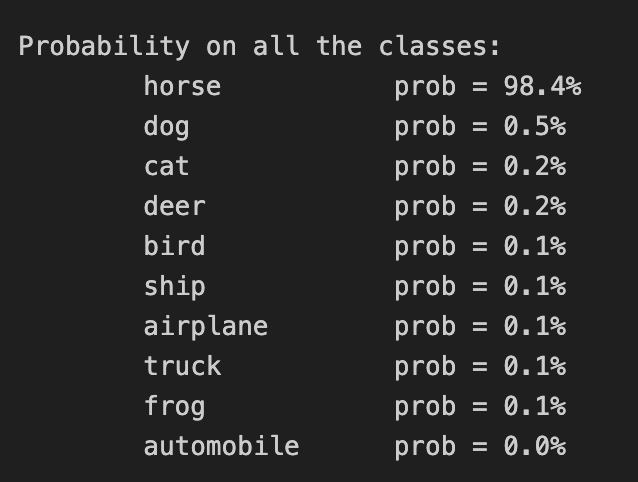 Probability on all the classes:
horse prob = 98.4%
dog prob = 0.5%
cat prob = 0.2%
deer prob = 0.2%
bird prob = 0.1%
ship prob = 0.1%
airplane prob = 0.1%
truck prob = 0.1%
frog prob = 0.1%
automobile prob = 0.0%